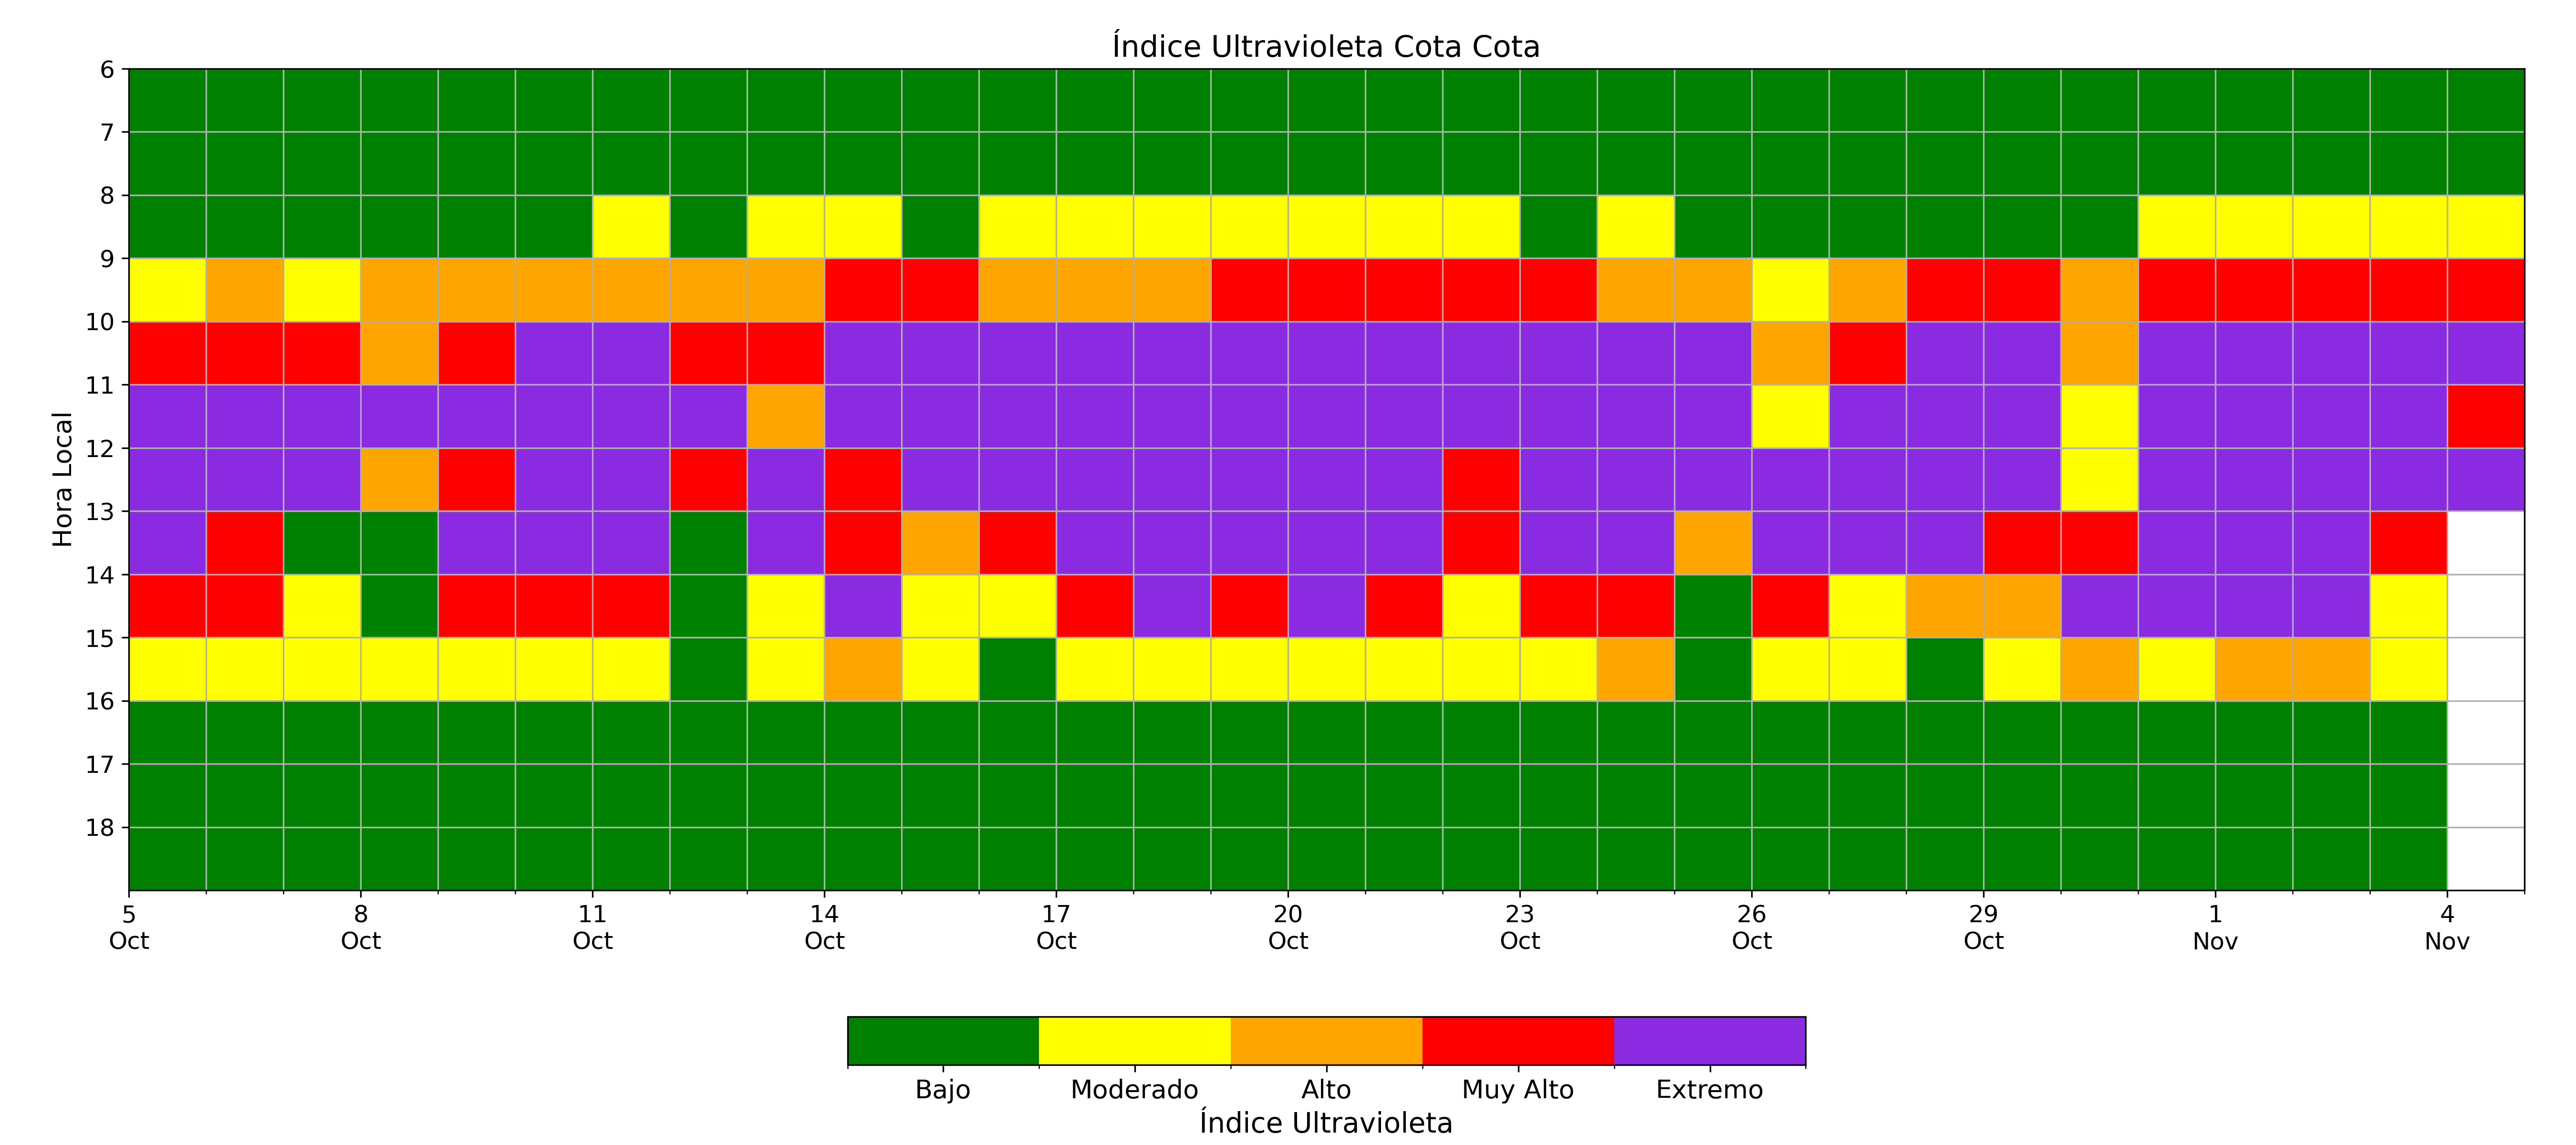 Índice Ultravioleta Cota Cota
Hora Local
6
7
8
9
10
11
12
13
14
15
16
17
18
5 8 11 14 17 20 23 26 29 1 4
Oct Oct Oct Oct Oct Oct Oct Oct Oct Nov Nov
Bajo Moderado Alto Muy Alto Extremo
Índice Ultravioleta